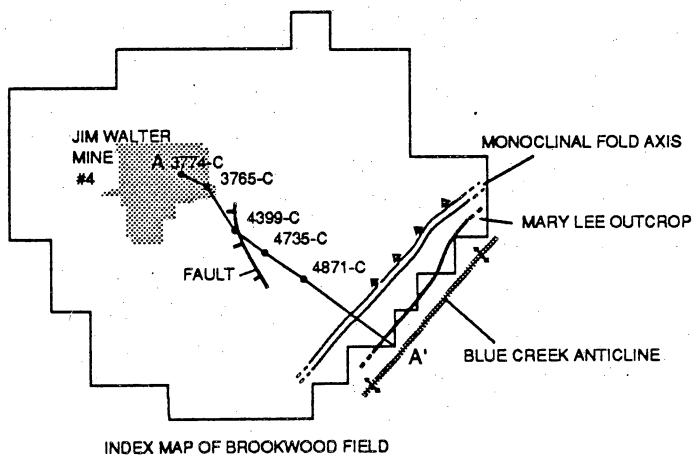 JIM WALTER
MINE
#4
A 3774-C
3765-C
4399-C
4735-C
4871-C
FAULT
A'
MONOCLINAL FOLD AXIS
MARY LEE OUTCROP
BLUE CREEK ANTICLINE
INDEX MAP OF BROOKWOOD FIELD